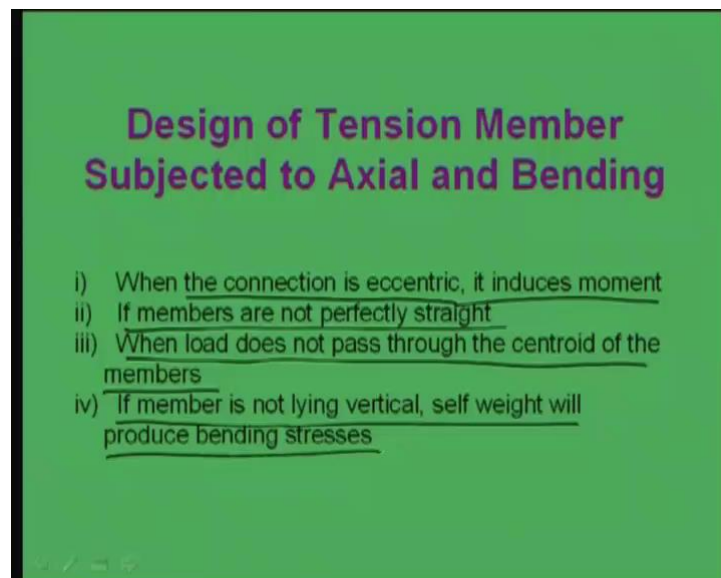 Design of Tension Member
Subjected to Axial and Bending
i) When the connection is eccentric, it induces moment
ii) If members are not perfectly straight
iii) When load does not pass through the centroid of the
members
iv) If member is not lying vertical, self weight will
produce bending stresses